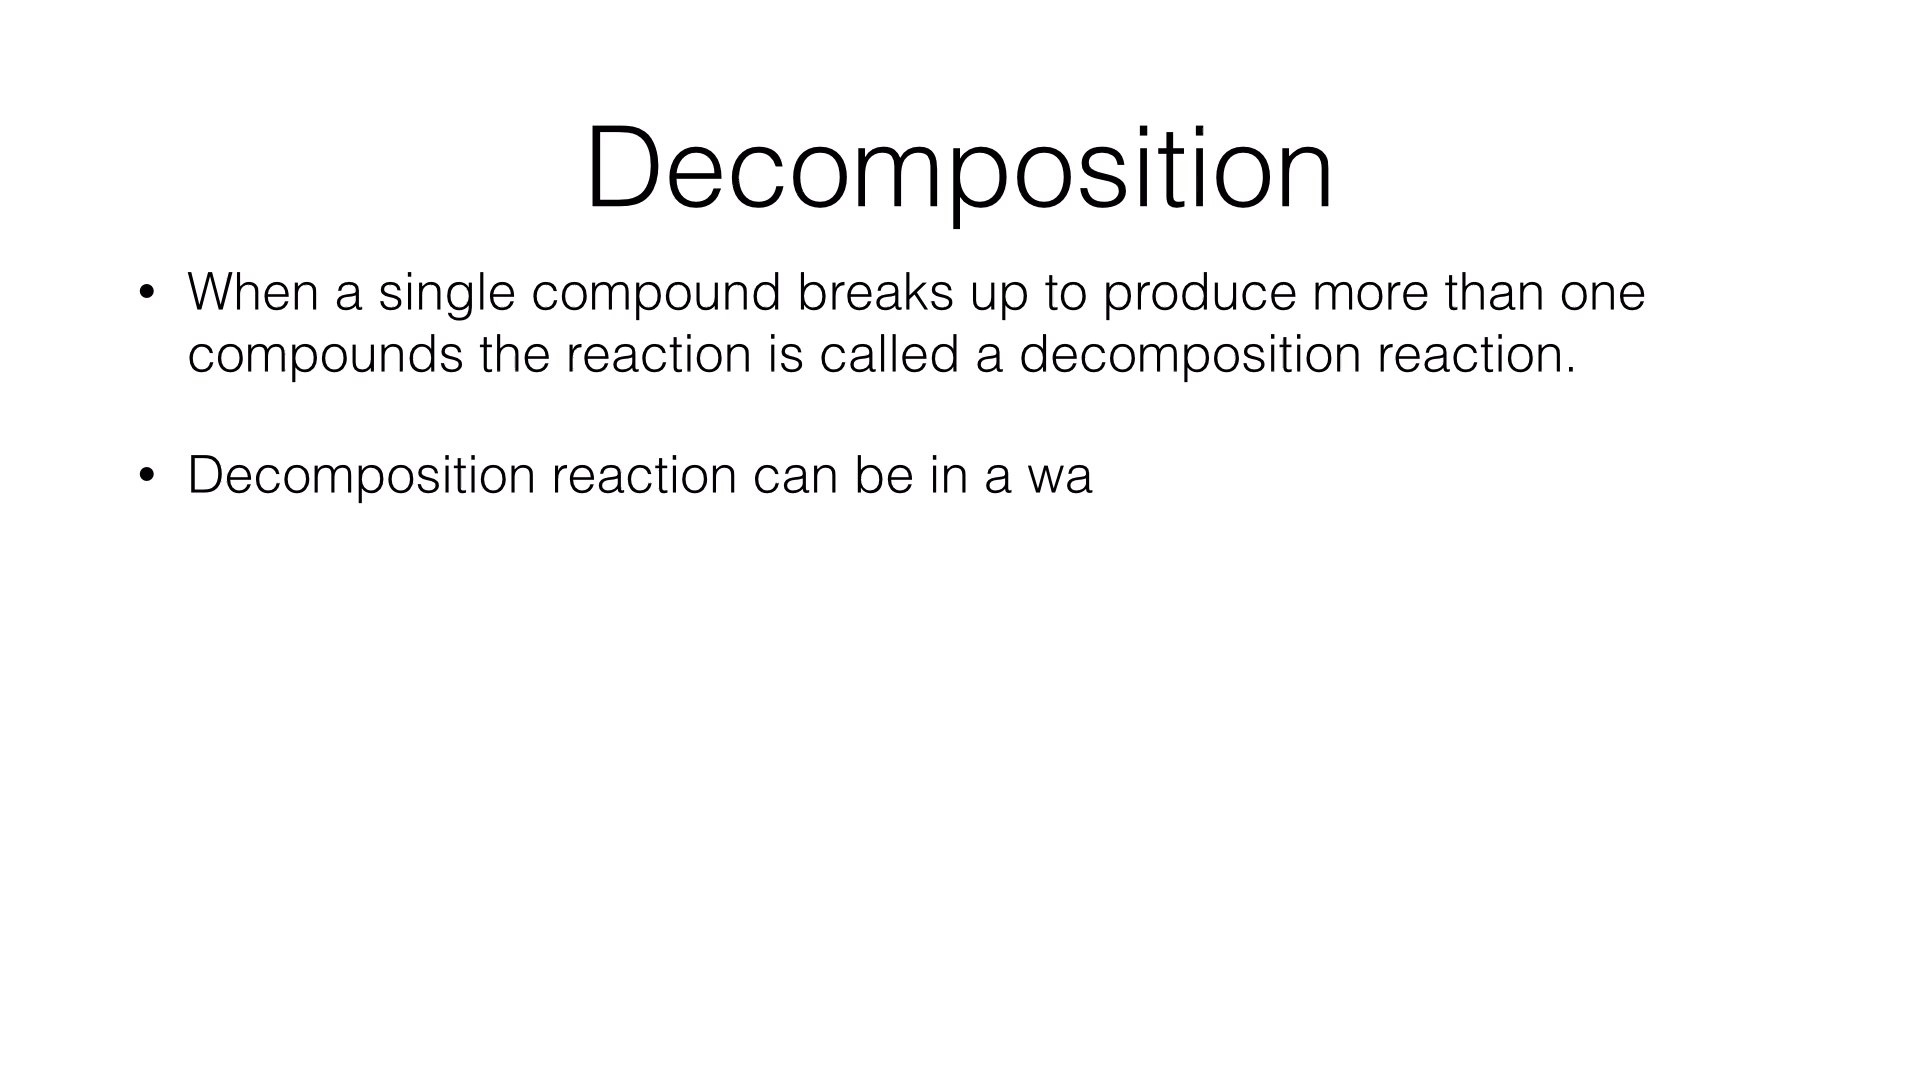 Decomposition
• When a single compound breaks up to produce more than one
compounds the reaction is called a decomposition reaction.
• Decomposition reaction can be in a wa